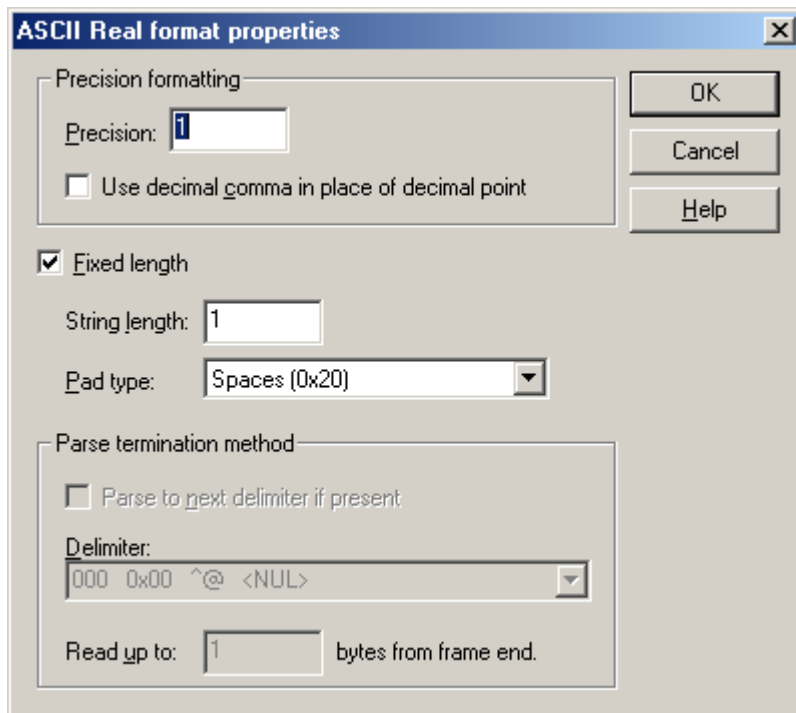 ASCII Real format properties
Precision formatting
Precision: 1
Use decimal comma in place of decimal point
OK
Cancel
Help
Fixed length
String length: 1
Pad type: Spaces (0x20)
Parse termination method
Parse to next delimiter if present
Delimiter:
000 0x00 ^@ <NUL>
Read up to: 1 bytes from frame end.